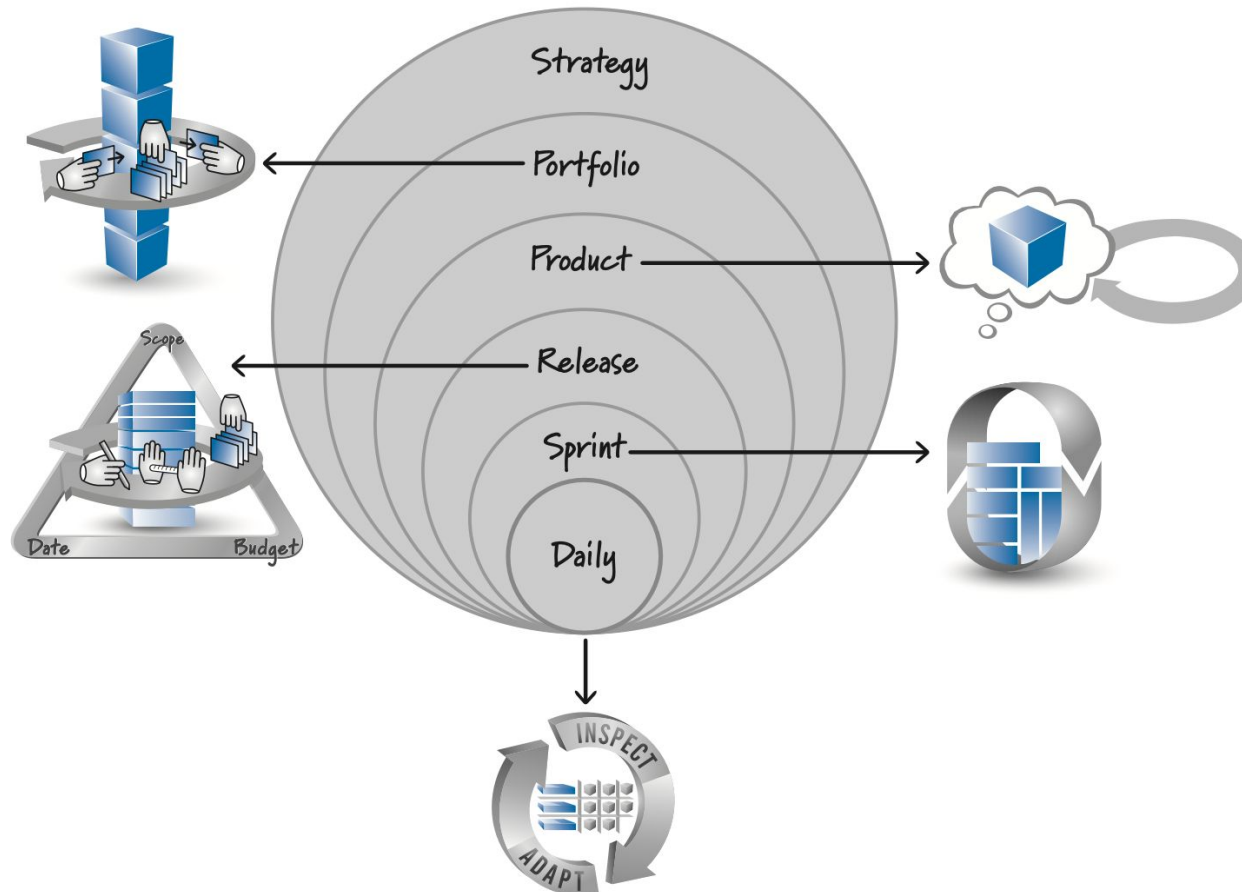 Strategy
Portfolio
Product
Scope
Release
Sprint
Date
Budget
Daily
INSPECT
ADAPT